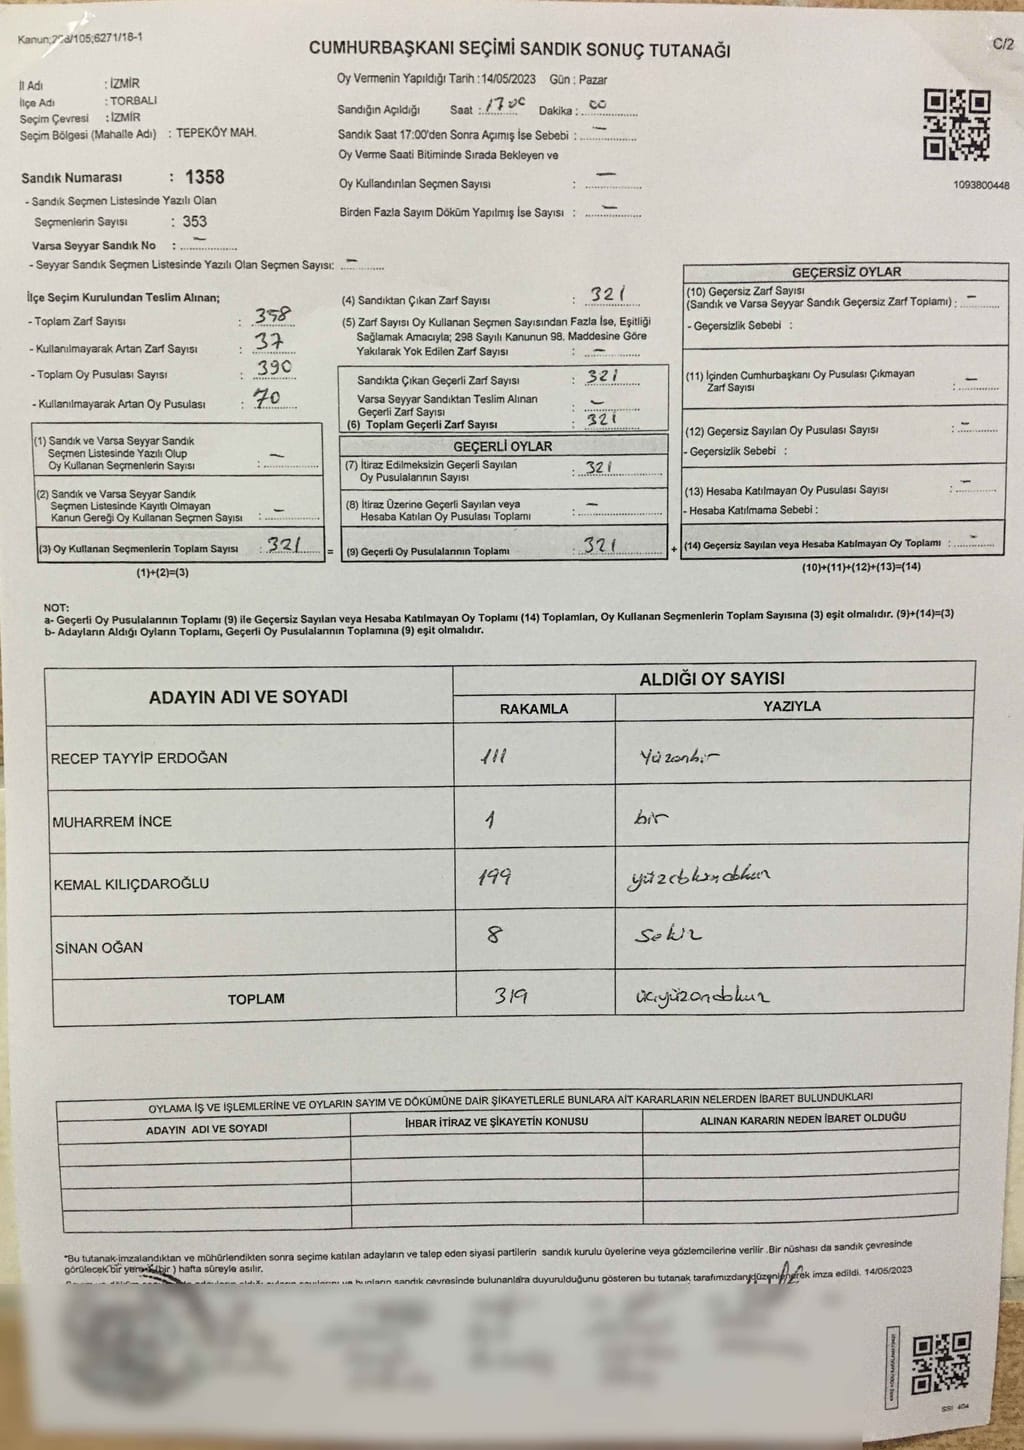 Kanun:298/105;6271/18-1
C/2
CUMHURBAŞKANI SEÇİMİ SANDIK SONUÇ TUTANAĞI
İl Adı : İZMİR
İlçe Adı : TORBALI
Seçim Çevresi : İZMİR
Seçim Bölgesi (Mahalle Adı) : TEPEKÖY MAH.
Sandık Numarası : 1358
- Sandık Seçmen Listesinde Yazılı Olan
Seçmenlerin Sayısı : 353
Varsa Seyyar Sandık No : –
- Seyyar Sandık Seçmen Listesinde Yazılı Olan Seçmen Sayısı: –
Oy Vermenin Yapıldığı Tarih : 14/05/2023 Gün : Pazar
Sandığın Açıldığı Saat : 17 00 Dakika : 00
Sandık Saat 17:00'den Sonra Açımış İse Sebebi : –
Oy Verme Saati Bitiminde Sırada Bekleyen ve
Oy Kullandırılan Seçmen Sayısı : –
Birden Fazla Sayım Döküm Yapılmış İse Sayısı : –
1093800448
İlçe Seçim Kurulundan Teslim Alınan;
- Toplam Zarf Sayısı : 358
- Kullanılmayarak Artan Zarf Sayısı : 37
- Toplam Oy Pusulası Sayısı : 390
- Kullanılmayarak Artan Oy Pusulası : 70
(1) Sandık ve Varsa Seyyar Sandık
Seçmen Listesinde Yazılı Olup
Oy Kullanan Seçmenlerin Sayısı : –
(2) Sandık ve Varsa Seyyar Sandık
Seçmen Listesinde Kayıtlı Olmayan
Kanun Gereği Oy Kullanan Seçmen Sayısı : –
(3) Oy Kullanan Seçmenlerin Toplam Sayısı : 321
(1)+(2)=(3)
=
(4) Sandıktan Çıkan Zarf Sayısı : 321
(5) Zarf Sayısı Oy Kullanan Seçmen Sayısından Fazla İse, Eşitliği
Sağlamak Amacıyla; 298 Sayılı Kanunun 98. Maddesine Göre
Yakılarak Yok Edilen Zarf Sayısı : –
Sandıkta Çıkan Geçerli Zarf Sayısı : 321
Varsa Seyyar Sandıktan Teslim Alınan
Geçerli Zarf Sayısı : –
(6) Toplam Geçerli Zarf Sayısı : 321
GEÇERLİ OYLAR
(7) İtiraz Edilmeksizin Geçerli Sayılan
Oy Pusulalarının Sayısı : 321
(8) İtiraz Üzerine Geçerli Sayılan veya
Hesaba Katılan Oy Pusulası Toplamı : –
(9) Geçerli Oy Pusulalarının Toplamı : 321
+
GEÇERSİZ OYLAR
(10) Geçersiz Zarf Sayısı
(Sandık ve Varsa Seyyar Sandık Geçersiz Zarf Toplamı) : –
- Geçersizlik Sebebi :
(11) İçinden Cumhurbaşkanı Oy Pusulası Çıkmayan
Zarf Sayısı : –
(12) Geçersiz Sayılan Oy Pusulası Sayısı : –
- Geçersizlik Sebebi :
(13) Hesaba Katılmayan Oy Pusulası Sayısı : –
- Hesaba Katılmama Sebebi :
(14) Geçersiz Sayılan veya Hesaba Katılmayan Oy Toplamı : –
(10)+(11)+(12)+(13)=(14)
NOT:
a- Geçerli Oy Pusulalarının Toplamı (9) ile Geçersiz Sayılan veya Hesaba Katılmayan Oy Toplamı (14) Toplamları, Oy Kullanan Seçmenlerin Toplam Sayısına (3) eşit olmalıdır. (9)+(14)=(3)
b- Adayların Aldığı Oyların Toplamı, Geçerli Oy Pusulalarının Toplamına (9) eşit olmalıdır.
ADAYIN ADI VE SOYADI
ALDIĞI OY SAYISI
RAKAMLA YAZIYLA
RECEP TAYYİP ERDOĞAN 111 Yüzonbir
MUHARREM İNCE 1 bir
KEMAL KILIÇDAROĞLU 199 yüzdoksandokuz
SİNAN OĞAN 8 Sekiz
TOPLAM 319 üçyüzondokuz
OYLAMA İŞ VE İŞLEMLERİNE VE OYLARIN SAYIM VE DÖKÜMÜNE DAİR ŞİKAYETLERLE BUNLARA AİT KARARLARIN NELERDEN İBARET BULUNDUKLARI
ADAYIN ADI VE SOYADI İHBAR İTİRAZ VE ŞİKAYETİN KONUSU ALINAN KARARIN NEDEN İBARET OLDUĞU
*Bu tutanak imzalandıktan ve mühürlendikten sonra seçime katılan adayların ve talep eden siyasi partilerin sandık kurulu üyelerine veya gözlemcilerine verilir .Bir nüshası da sandık çevresinde
görülecek bir yere 1 (bir ) hafta süreyle asılır.
bunların sandık çevresinde bulunanlara duyurulduğunu gösteren bu tutanak tarafımızdan düzenlenerek imza edildi. 14/05/2023
SSI 404